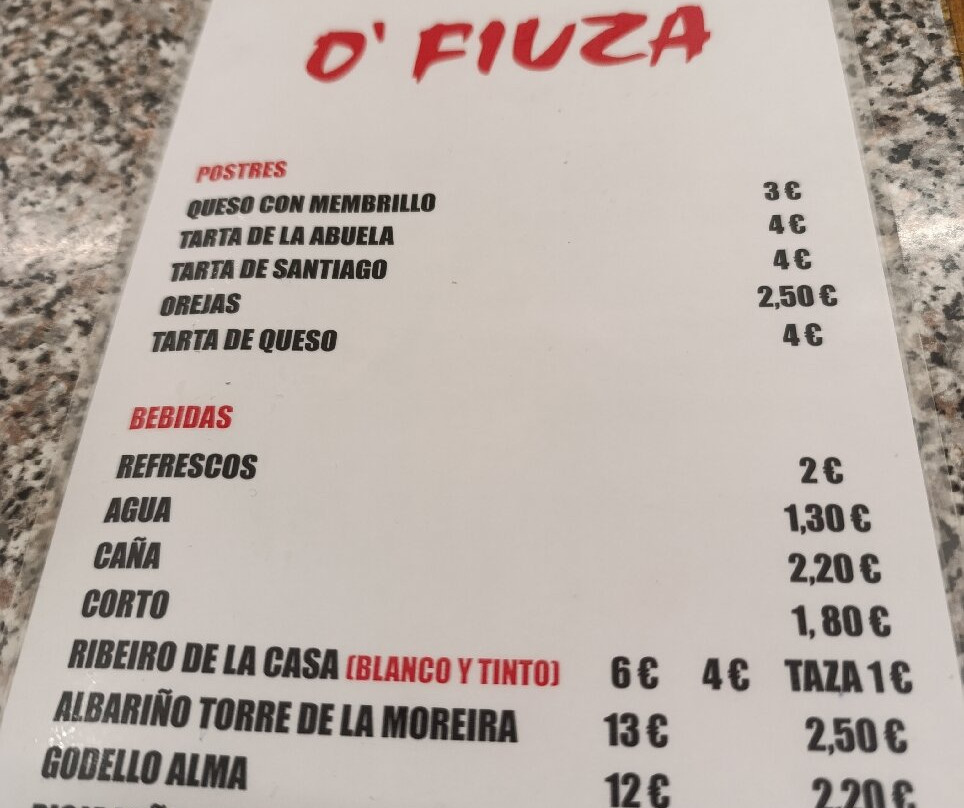 O' FIUZA
POSTRES
QUESO CON MEMBRILLO 3 €
TARTA DE LA ABUELA 4 €
TARTA DE SANTIAGO 4 €
OREJAS 2,50 €
TARTA DE QUESO 4 €
BEBIDAS
REFRESCOS 2 €
AGUA 1,30 €
CAÑA 2,20 €
CORTO 1, 80 €
RIBEIRO DE LA CASA (BLANCO Y TINTO) 6 € 4 € TAZA 1 €
ALBARIÑO TORRE DE LA MOREIRA 13 € 2,50 €
GODELLO ALMA 12 € 2,20 €